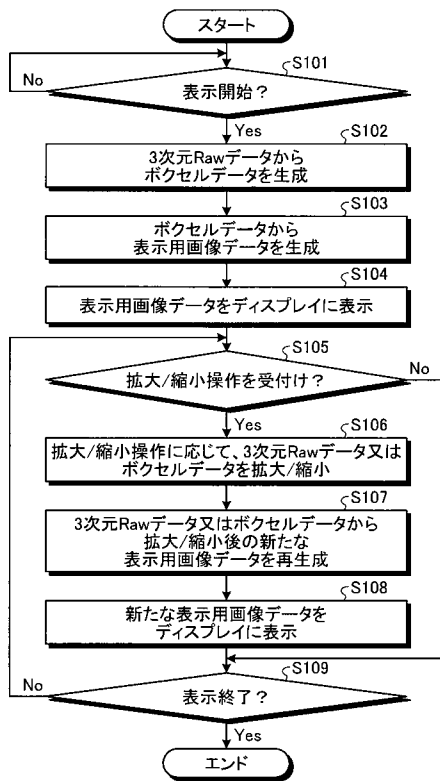 スタート
S101
No
表示開始？
Yes
S102
3次元Rawデータから
ボクセルデータを生成
S103
ボクセルデータから
表示用画像データを生成
S104
表示用画像データをディスプレイに表示
S105
拡大/縮小操作を受付け？
No
Yes
S106
拡大/縮小操作に応じて、3次元Rawデータ又は
ボクセルデータを拡大/縮小
S107
3次元Rawデータ又はボクセルデータから
拡大/縮小後の新たな
表示用画像データを再生成
S108
新たな表示用画像データを
ディスプレイに表示
S109
No
表示終了？
Yes
エンド